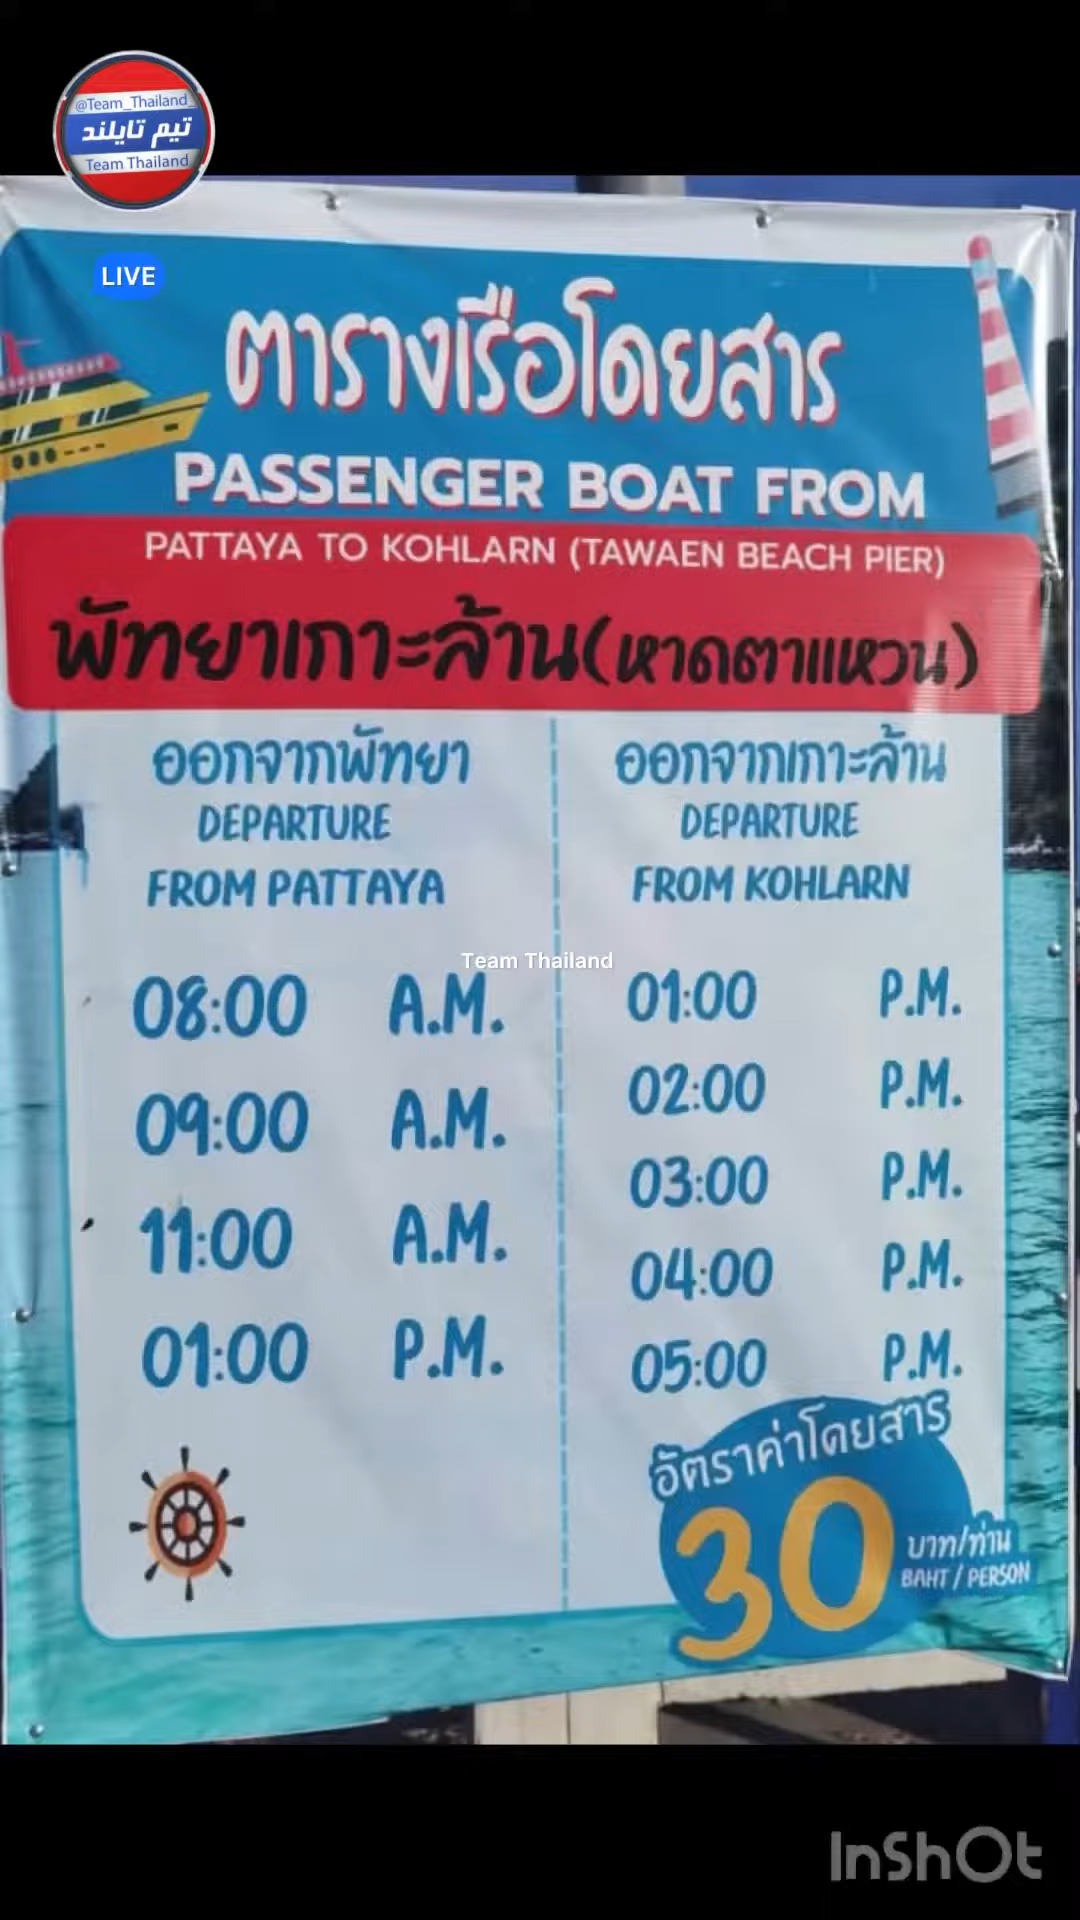 @Team_Thailand_
تیم تایلند
Team Thailand
LIVE
ตารางเรือโดยสาร
PASSENGER BOAT FROM
PATTAYA TO KOHLARN (TAWAEN BEACH PIER)
พัทยาเกาะล้าน(หาดตาแหวน)
ออกจากพัทยา
DEPARTURE
FROM PATTAYA
08:00 A.M.
09:00 A.M.
11:00 A.M.
01:00 P.M.
ออกจากเกาะล้าน
DEPARTURE
FROM KOHLARN
Team Thailand
01:00 P.M.
02:00 P.M.
03:00 P.M.
04:00 P.M.
05:00 P.M.
อัตราค่าโดยสาร
30
บาท/ท่าน
BAHT / PERSON
InShOt